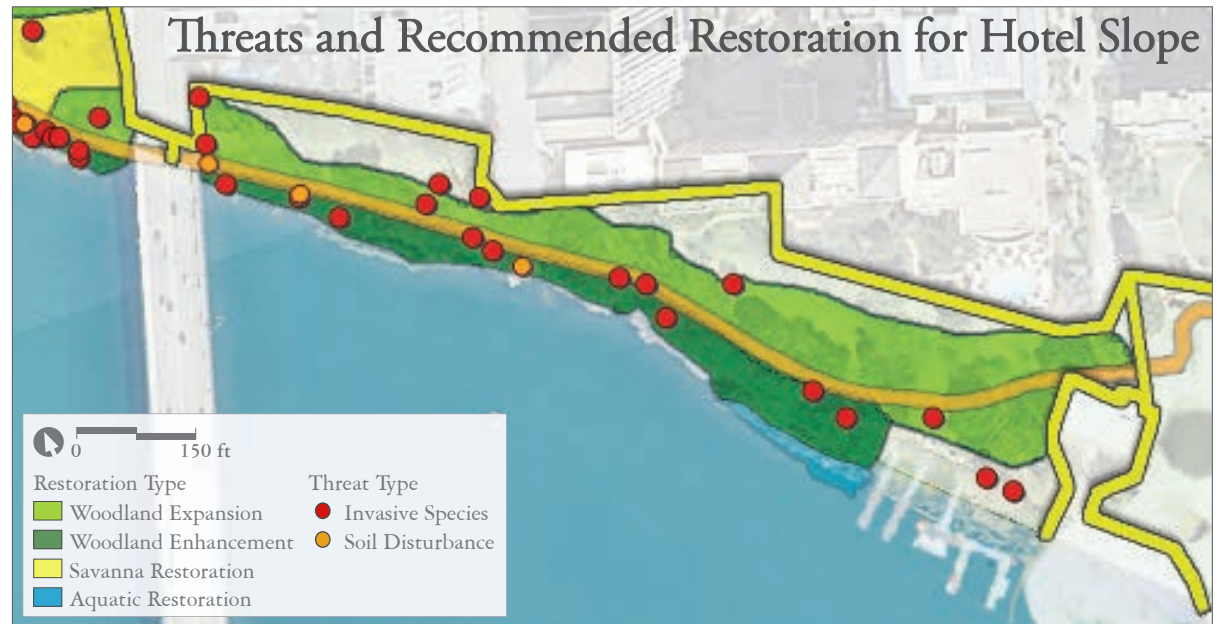 Threats and Recommended Restoration for Hotel Slope
0 150 ft
Restoration Type
Woodland Expansion
Woodland Enhancement
Savanna Restoration
Aquatic Restoration
Threat Type
Invasive Species
Soil Disturbance